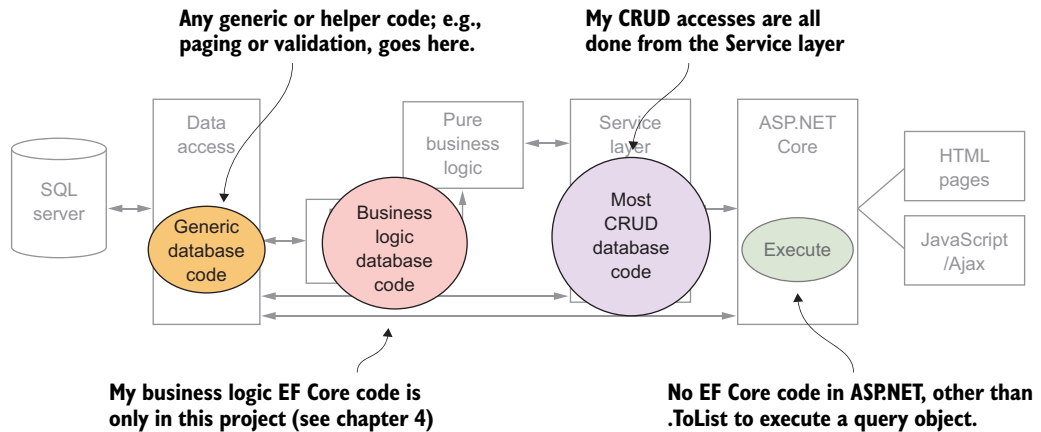 Any generic or helper code; e.g.,
paging or validation, goes here.
My CRUD accesses are all
done from the Service layer
Data
access
Pure
business
logic
Service
layer
ASP.NET
Core
SQL
server
HTML
pages
JavaScript
/Ajax
Generic
database
code
Business
logic
database
code
Most
CRUD
database
code
Execute
My business logic EF Core code is
only in this project (see chapter 4)
No EF Core code in ASP.NET, other than
.ToList to execute a query object.